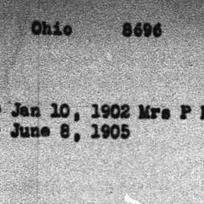 Ohio 8696
Jan 10, 1902 Mrs P
June 8, 1905